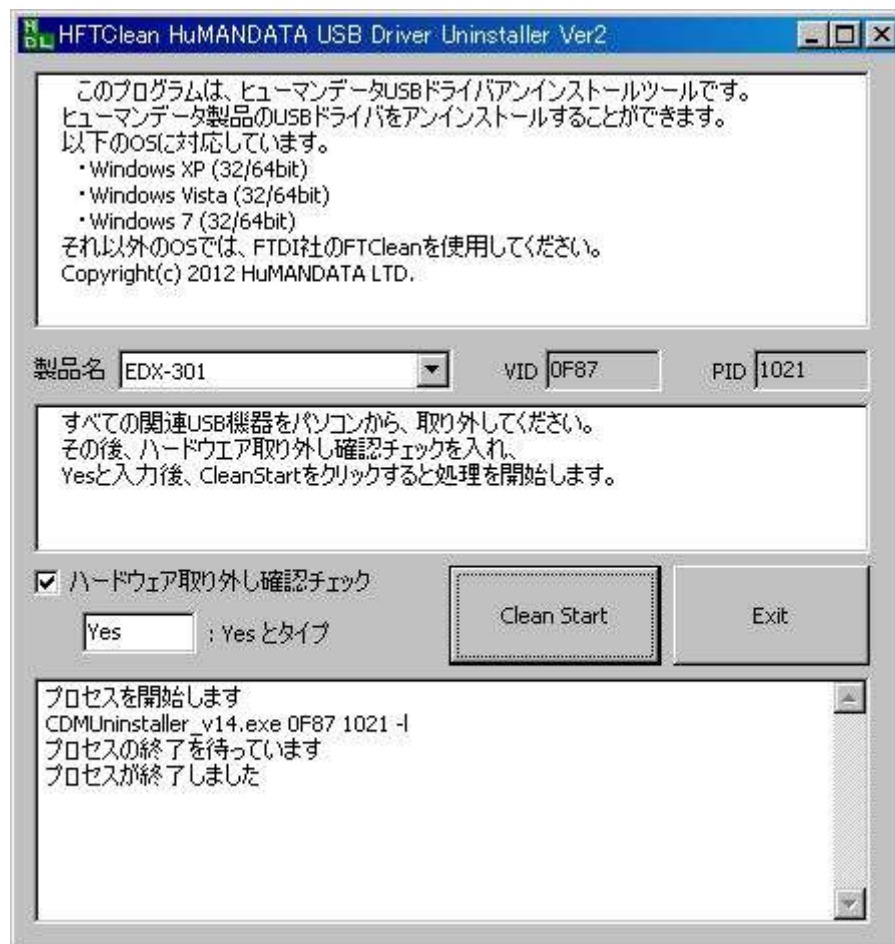 HFTClean HuMANDATA USB Driver Uninstaller Ver2
このプログラムは、ヒューマンデータUSBドライバアンインストールツールです。
ヒューマンデータ製品のUSBドライバをアンインストールすることができます。
以下のOSに対応しています。
・Windows XP (32/64bit)
・Windows Vista (32/64bit)
・Windows 7 (32/64bit)
それ以外のOSでは、FTDI社のFTCleanを使用してください。
Copyright(c) 2012 HuMANDATA LTD.
製品名 EDX-301 VID 0F87 PID 1021
すべての関連USB機器をパソコンから、取り外してください。
その後、ハードウエア取り外し確認チェックを入れ、
Yesと入力後、CleanStartをクリックすると処理を開始します。
ハードウェア取り外し確認チェック
Yes : Yes とタイプ
Clean Start
Exit
プロセスを開始します
CDMUninstaller_v14.exe 0F87 1021 -l
プロセスの終了を待っています
プロセスが終了しました